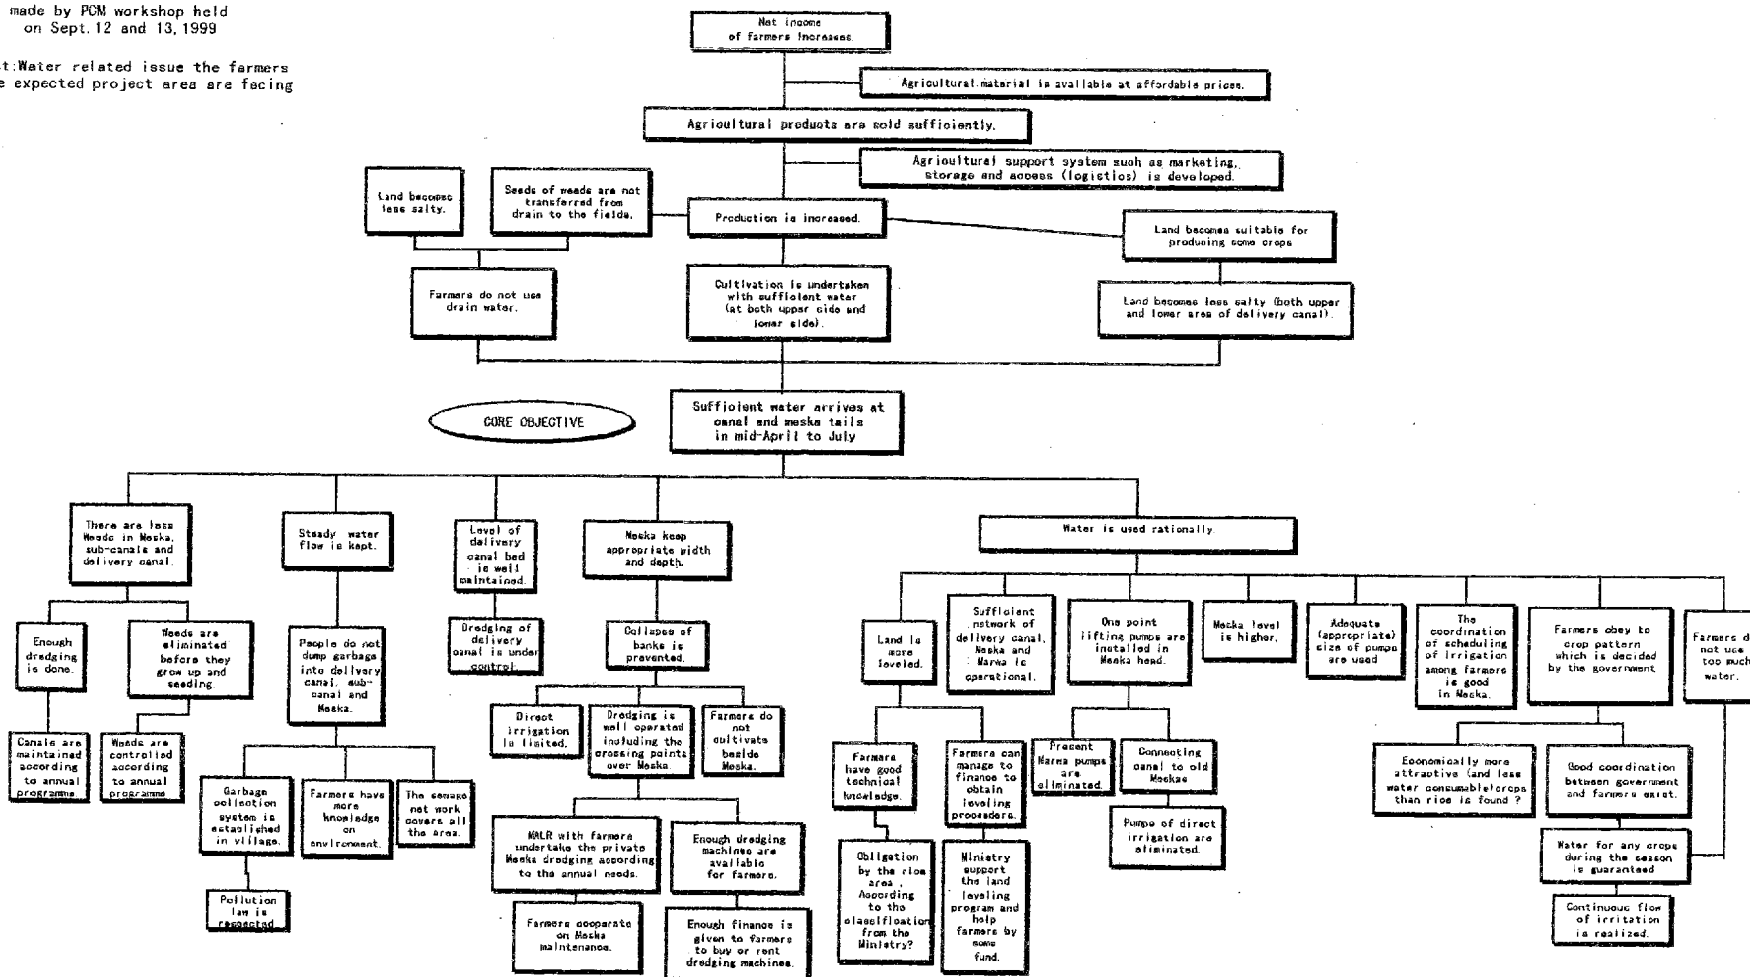 made by PCM workshop held
on Sept. 12 and 13, 1999
t:Water related issue the farmers
e expected project area are facing
Net income
of farmers increases.
Agricultural material is available at affordable prices.
Agricultural products are sold sufficiently.
Agricultural support system such as marketing,
storage and access (logistics) is developed.
Land becomes
less salty.
Seeds of weeds are not
transferred from
drain to the fields.
Production is increased.
Land becomes suitable for
producing some crops
Farmers do not use
drain water.
Cultivation is undertaken
with sufficient water
(at both upper side and
lower side).
Land becomes less salty (both upper
and lower area of delivery canal).
CORE OBJECTIVE
Sufficient water arrives at
canal and meska tails
in mid-April to July
There are less
Weeds in Meska,
sub-canals and
delivery canal.
Steady water
flow is kept.
Level of
delivery
canal bed
is well
maintained.
Meska keep
appropriate width
and depth.
Water is used rationally.
Enough
dredging
is done.
Weeds are
eliminated
before they
grow up and
seeding.
People do not
dump garbage
into delivery
canal, sub-
canal and
Meska.
Dredging of
delivery
canal is under
control.
Collapse of
banks is
prevented.
Land is
more
leveled.
Sufficient
network of
delivery canal,
Meska and
Marwa is
operational.
One point
lifting pumps are
installed in
Meska head.
Meska level
is higher.
Adequate
(appropriate)
size of pumps
are used
The
coordination
of scheduling
of irrigation
among farmers
is good
in Meska.
Farmers obey to
crop pattern
which is decided
by the government
Farmers d
not use
too much
water.
Canals are
maintained
according
to annual
programme.
Weeds are
controlled
according
to annual
programme
Garbage
collection
system is
established
in village.
Farmers have
more
knowledge
on
environment.
The sewage
net work
covers all
the area.
Pollution
law is
respected
Direct
irrigation
is limited.
Dredging is
well operated
including the
crossing points
over Meska.
Farmers do
not
cultivate
beside
Meska.
MALR with farmers
undertake the private
Meska dredging according
to the annual needs.
Enough dredging
machines are
available
for farmers.
Farmers cooperate
on Meska
maintenance.
Enough finance is
given to farmers
to buy or rent
dredging machines.
Farmers
have good
technical
knowledge.
Farmers can
manage to
finance to
obtain
leveling
proceders.
Obligation
by the rice
area .
According
to the
classification
from the
Ministry?
Ministry
support
the land
leveling
program and
help
farmers by
some
fund.
Present
Marwa pumps
are
eliminated.
Connecting
canal to old
Meskas
Pumps of direct
irrigation are
eliminated.
Economically more
attractive (and less
water consumable)crops
than rice is found ?
Good coordination
between government
and farmers exist.
Water for any crops
during the season
is guaranteed
Continuous flow
of irritation
is realized.